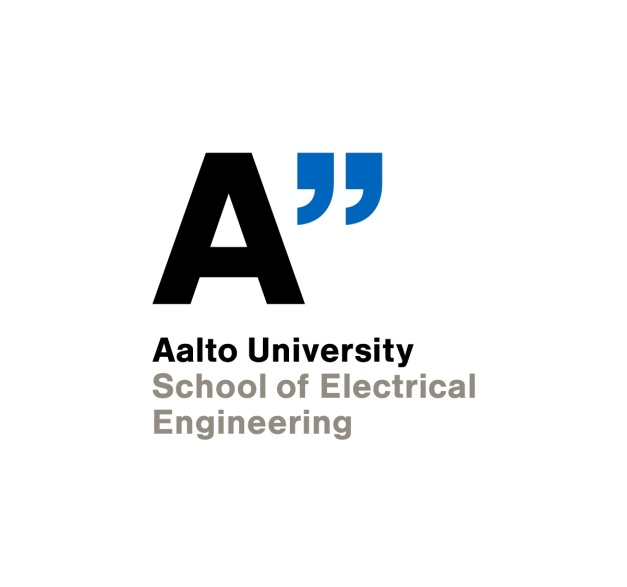 A”
Aalto University
School of Electrical
Engineering